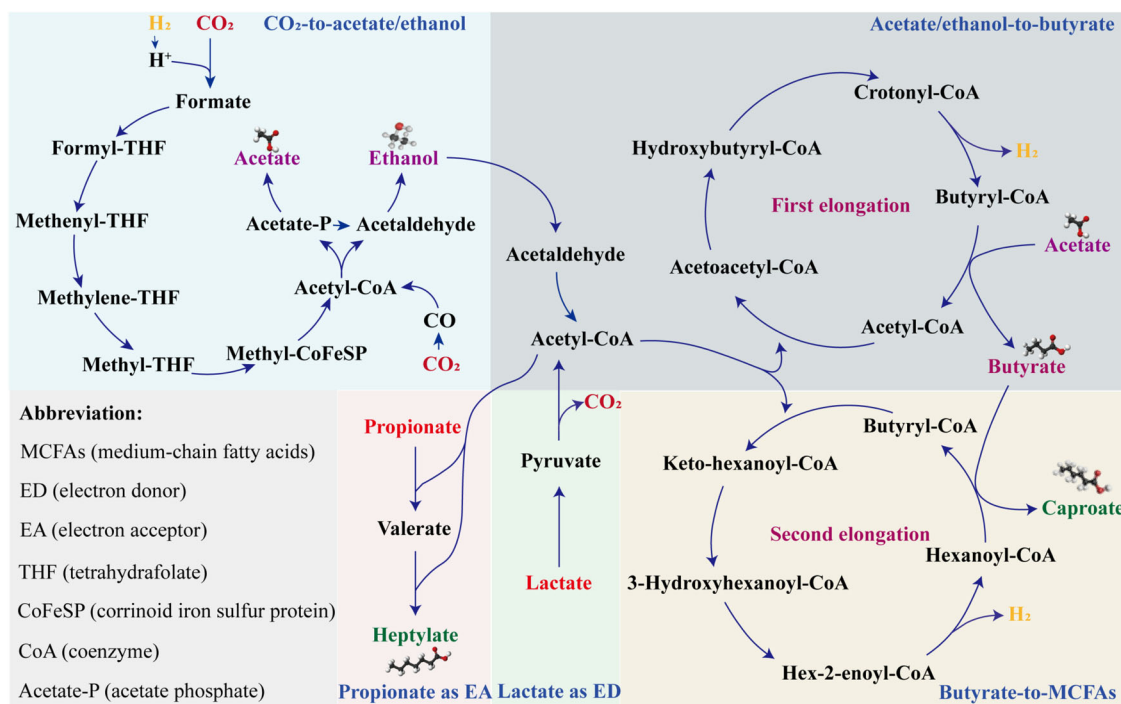 H₂
CO₂
CO₂-to-acetate/ethanol
H⁺
Formate
Formyl-THF
Acetate
Ethanol
Methenyl-THF
Acetate-P
Acetaldehyde
Methylene-THF
Acetyl-CoA
CO
Methyl-THF
Methyl-CoFeSP
CO₂
Acetate/ethanol-to-butyrate
Crotonyl-CoA
Hydroxybutyryl-CoA
H₂
Butyryl-CoA
First elongation
Acetate
Acetaldehyde
Acetoacetyl-CoA
Acetyl-CoA
Acetyl-CoA
Butyrate
Abbreviation:
MCFAs (medium-chain fatty acids)
ED (electron donor)
EA (electron acceptor)
THF (tetrahydrafolate)
CoFeSP (corrinoid iron sulfur protein)
CoA (coenzyme)
Acetate-P (acetate phosphate)
Propionate
Valerate
Heptylate
Propionate as EA
CO₂
Pyruvate
Lactate
Lactate as ED
Butyryl-CoA
Keto-hexanoyl-CoA
Caproate
Second elongation
Hexanoyl-CoA
3-Hydroxyhexanoyl-CoA
H₂
Hex-2-enoyl-CoA
Butyrate-to-MCFAs